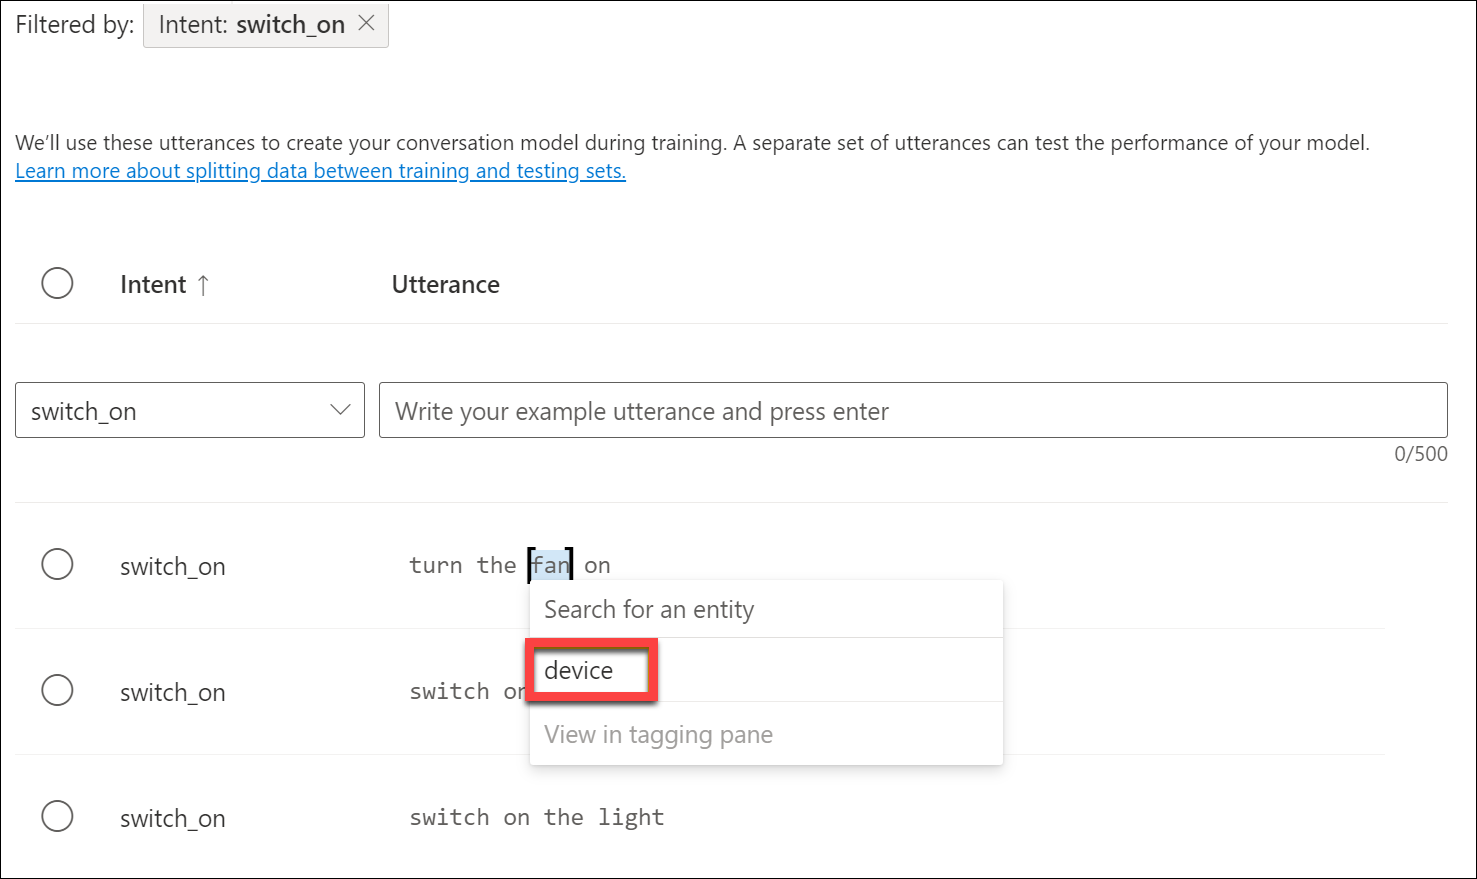 Filtered by: Intent: switch_on
We'll use these utterances to create your conversation model during training. A separate set of utterances can test the performance of your model.
Learn more about splitting data between training and testing sets.
Intent ↑ Utterance
switch_on Write your example utterance and press enter
0/500
switch_on turn the [fan] on
Search for an entity
device
switch_on switch on
View in tagging pane
switch_on switch on the light